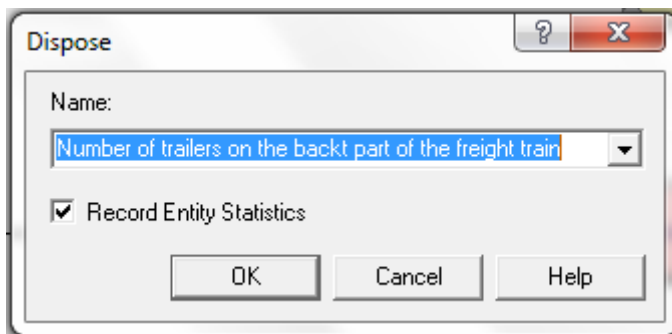 Dispose
Name:
Number of trailers on the backt part of the freight train
Record Entity Statistics
OK Cancel Help